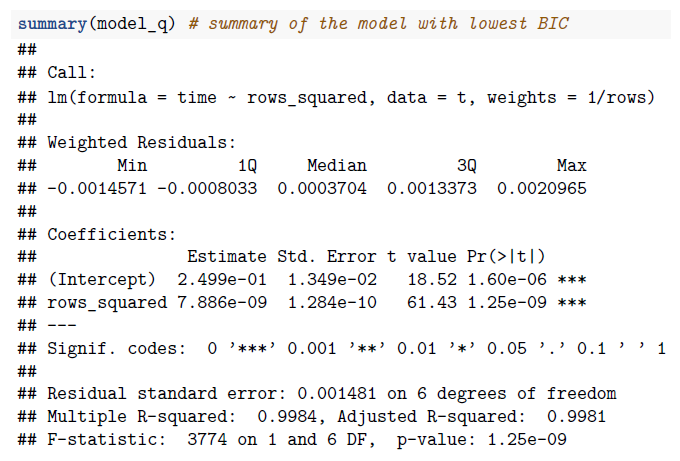 summary(model_q) # summary of the model with lowest BIC
##
## Call:
## lm(formula = time ~ rows_squared, data = t, weights = 1/rows)
##
## Weighted Residuals:
##        Min         1Q     Median         3Q        Max
## -0.0014571 -0.0008033  0.0003704  0.0013373  0.0020965
##
## Coefficients:
##               Estimate Std. Error t value Pr(>|t|)
## (Intercept)  2.499e-01  1.349e-02   18.52 1.60e-06 ***
## rows_squared 7.886e-09  1.284e-10   61.43 1.25e-09 ***
## ---
## Signif. codes:  0 ’***’ 0.001 ’**’ 0.01 ’*’ 0.05 ’.’ 0.1 ’ ’ 1
##
## Residual standard error: 0.001481 on 6 degrees of freedom
## Multiple R-squared:  0.9984, Adjusted R-squared:  0.9981
## F-statistic:  3774 on 1 and 6 DF,  p-value: 1.25e-09